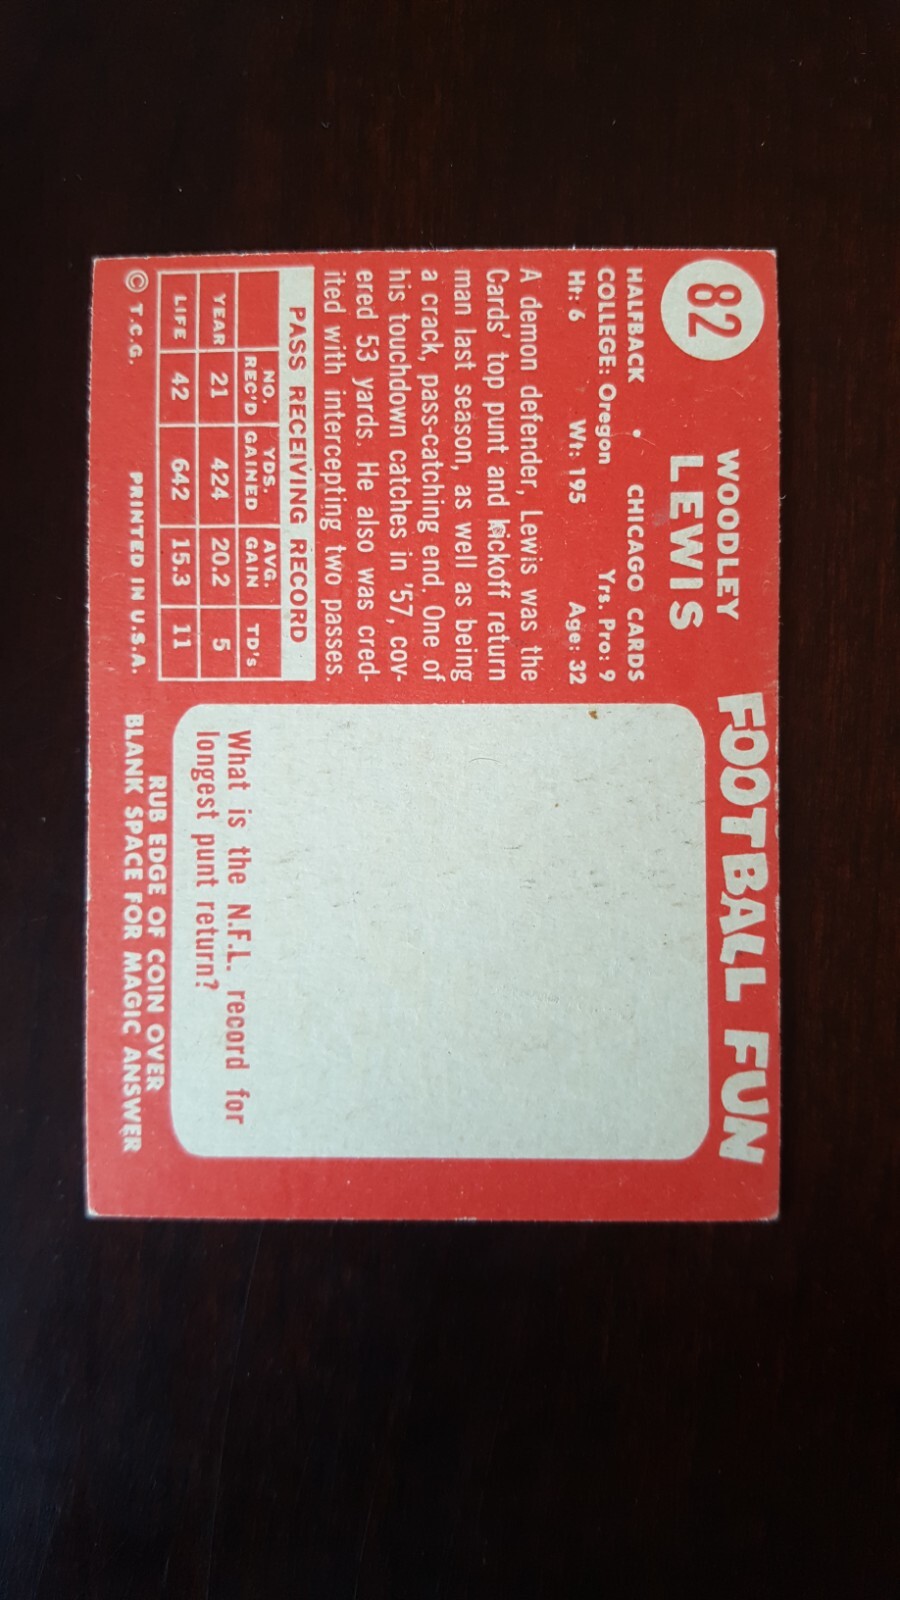 82
WOODLEY
LEWIS
HALFBACK • CHICAGO CARDS
COLLEGE: Oregon Yrs. Pro: 9
Ht: 6 Wt: 195 Age: 32
A demon defender, Lewis was the
Cards' top punt and kickoff return
man last season, as well as being
a crack, pass-catching end. One of
his touchdown catches in '57, cov-
ered 53 yards. He also was cred-
ited with intercepting two passes.
PASS RECEIVING RECORD
NO. REC'D YDS. GAINED AVG. GAIN TD's
YEAR 21 424 20.2 5
LIFE 42 642 15.3 11
© T.C.G. PRINTED IN U.S.A.
FOOTBALL FUN
What is the N.F.L. record for
longest punt return?
RUB EDGE OF COIN OVER
BLANK SPACE FOR MAGIC ANSWER